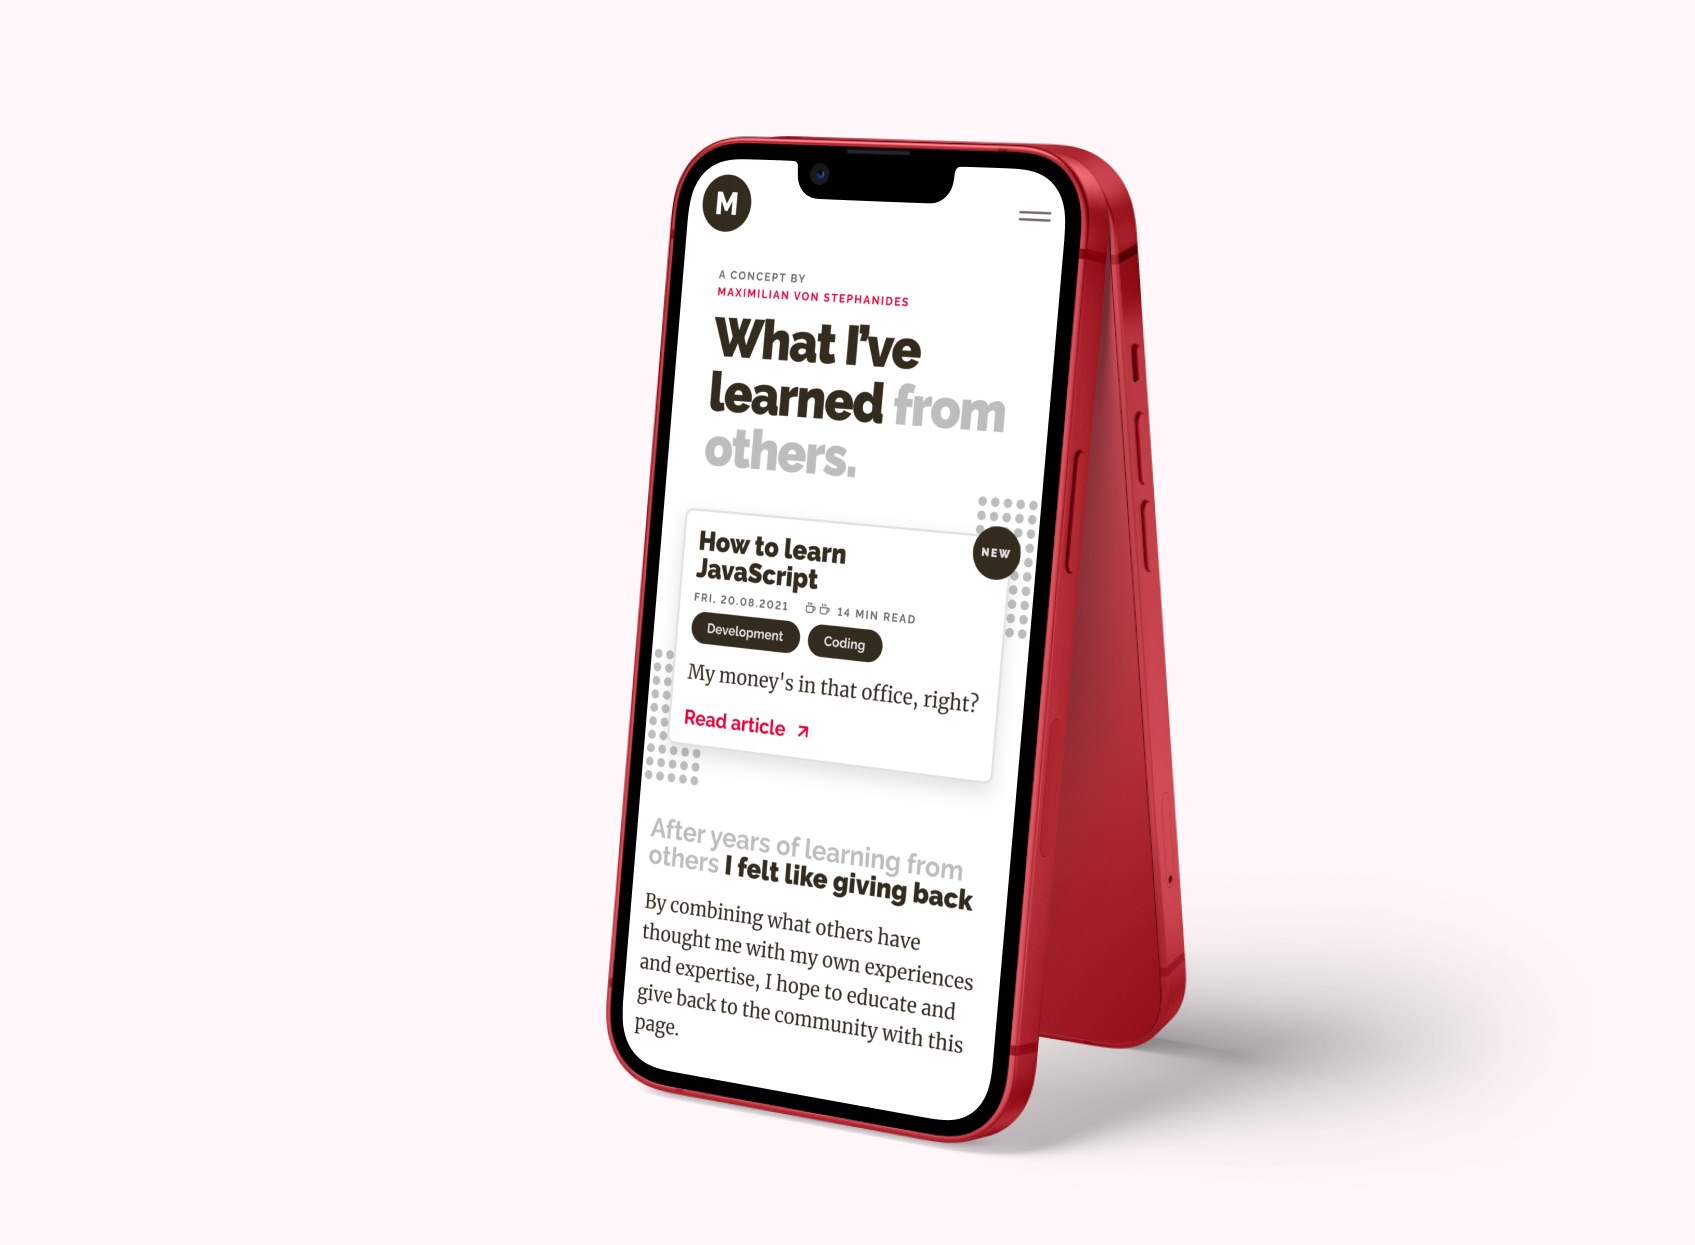 M
A CONCEPT BY
MAXIMILIAN VON STEPHANIDES
What I've
learned from
others.
NEW
How to learn
JavaScript
FRI, 20.08.2021 14 MIN READ
Development Coding
My money's in that office, right?
Read article
After years of learning from
others I felt like giving back
By combining what others have
thought me with my own experiences
and expertise, I hope to educate and
give back to the community with this
page.